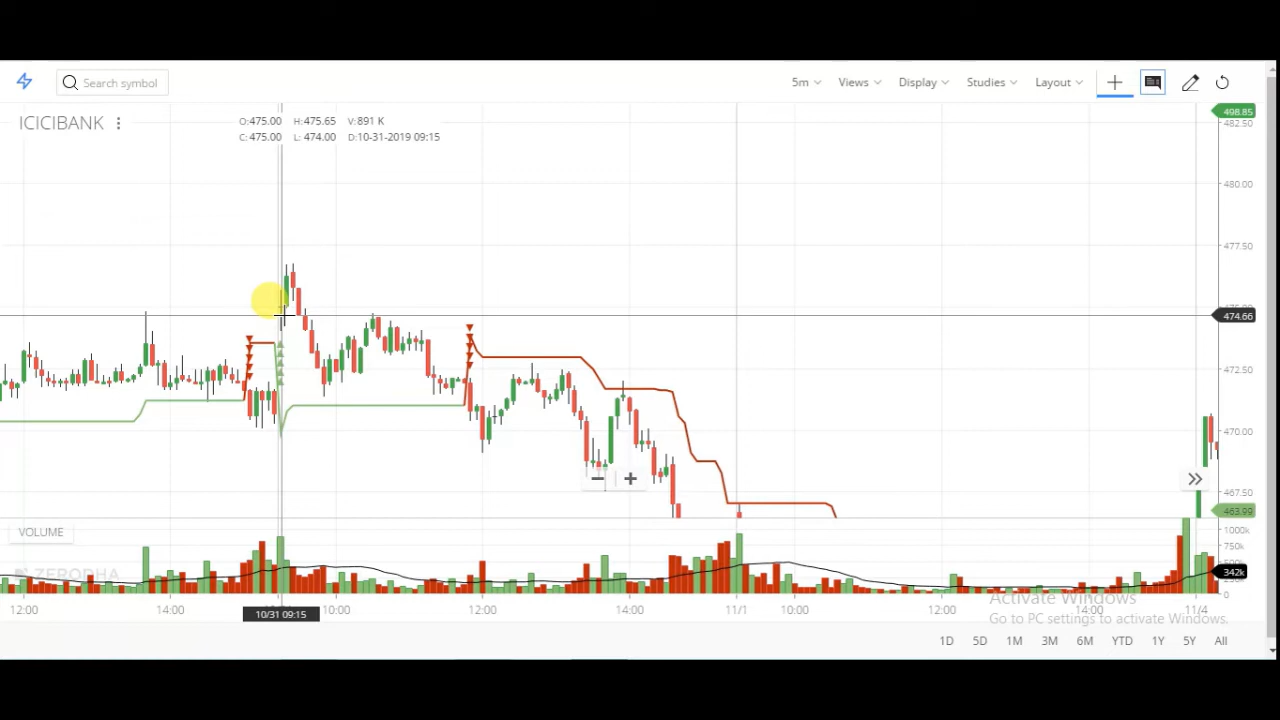 Search symbol
5m Views Display Studies Layout
ICICIBANK
O:475.00 H:475.65 V:891 K
C:475.00 L:474.00 D:10-31-2019 09:15
498.85
482.50
480.00
477.50
474.66
472.50
470.00
467.50
463.99
VOLUME
1000k
750k
342k
0
ZERODHA
12:00 14:00 10:00 12:00 14:00 11/1 10:00 12:00 14:00 11/4
10/31 09:15
Activate Windows
Go to PC settings to activate Windows.
1D 5D 1M 3M 6M YTD 1Y 5Y All